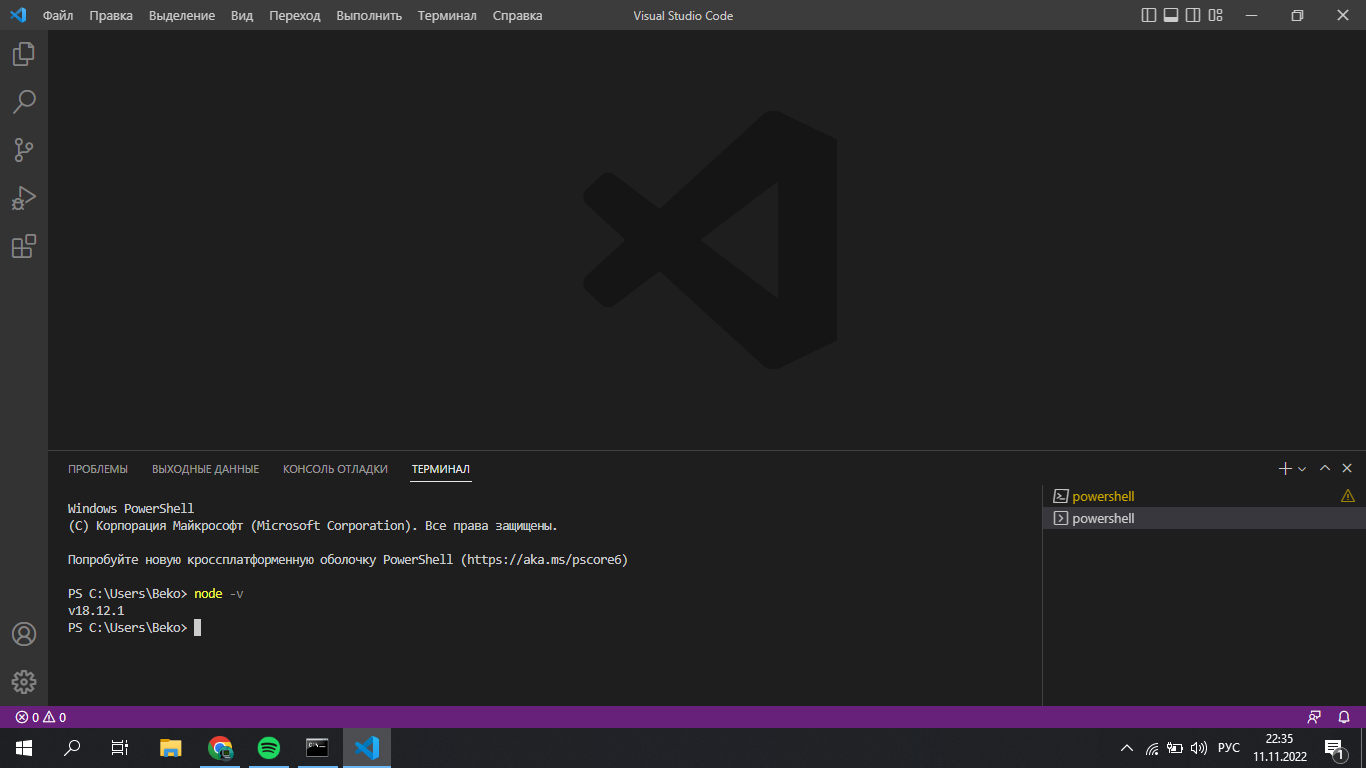 Файл Правка Выделение Вид Переход Выполнить Терминал Справка Visual Studio Code
ПРОБЛЕМЫ ВЫХОДНЫЕ ДАННЫЕ КОНСОЛЬ ОТЛАДКИ ТЕРМИНАЛ
Windows PowerShell
(C) Корпорация Майкрософт (Microsoft Corporation). Все права защищены.
Попробуйте новую кроссплатформенную оболочку PowerShell (https://aka.ms/pscore6)
PS C:\Users\Beko> node -v
v18.12.1
PS C:\Users\Beko>
powershell
powershell
0 0
РУС
22:35
11.11.2022
1